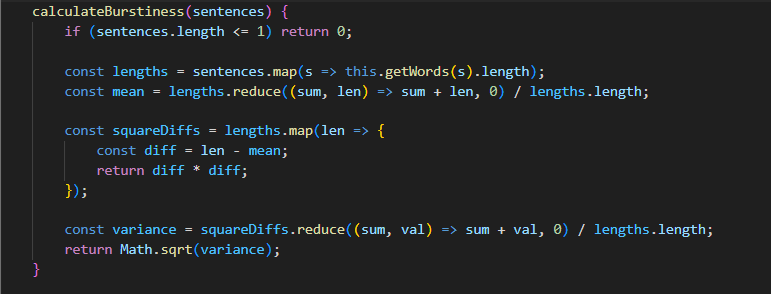 calculateBurstiness(sentences) {
    if (sentences.length <= 1) return 0;

    const lengths = sentences.map(s => this.getWords(s).length);
    const mean = lengths.reduce((sum, len) => sum + len, 0) / lengths.length;

    const squareDiffs = lengths.map(len => {
        const diff = len - mean;
        return diff * diff;
    });

    const variance = squareDiffs.reduce((sum, val) => sum + val, 0) / lengths.length;
    return Math.sqrt(variance);
}